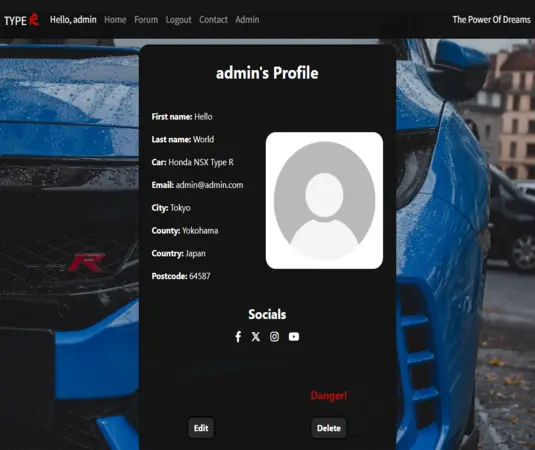 TYPE R Hello, admin Home Forum Logout Contact Admin The Power Of Dreams
admin's Profile
First name: Hello
Last name: World
Car: Honda NSX Type R
Email: admin@admin.com
City: Tokyo
County: Yokohama
Country: Japan
Postcode: 64587
R
Socials
Danger!
Edit Delete